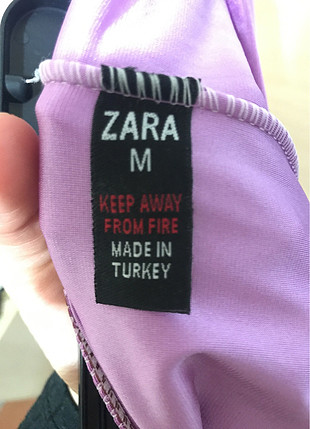 ZARA
M
KEEP AWAY
FROM FIRE
MADE IN
TURKEY